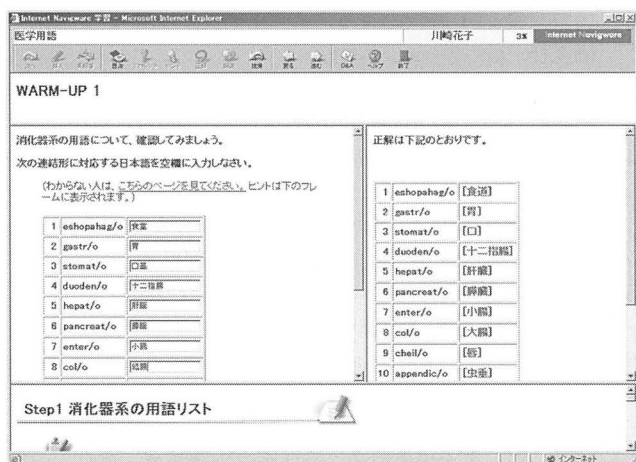 Internet Navigware 学習 - Microsoft Internet Explorer
医学用語 川崎花子 3% Internet Navigware
戻る 進む Q&A ヘルプ 終了
WARM-UP 1
消化器系の用語について、確認してみましょう。
次の連結形に対応する日本語を空欄に入力しなさい。
(わからない人は、こちらのページを見てください。ヒントは下のフレ
ームに表示されます。)
1 eshopahag/o
2 gastr/o 胃
3 stomat/o
4 duoden/o 十二指腸
5 hepat/o 肝臓
6 pancreat/o 膵臓
7 enter/o 小腸
8 col/o 結腸
正解は下記のとおりです。
1 eshopahag/o [食道]
2 gastr/o [胃]
3 stomat/o [口]
4 duoden/o [十二指腸]
5 hepat/o [肝臓]
6 pancreat/o [膵臓]
7 enter/o [小腸]
8 col/o [大腸]
9 cheil/o [唇]
10 appendic/o [虫垂]
Step1 消化器系の用語リスト
インターネット